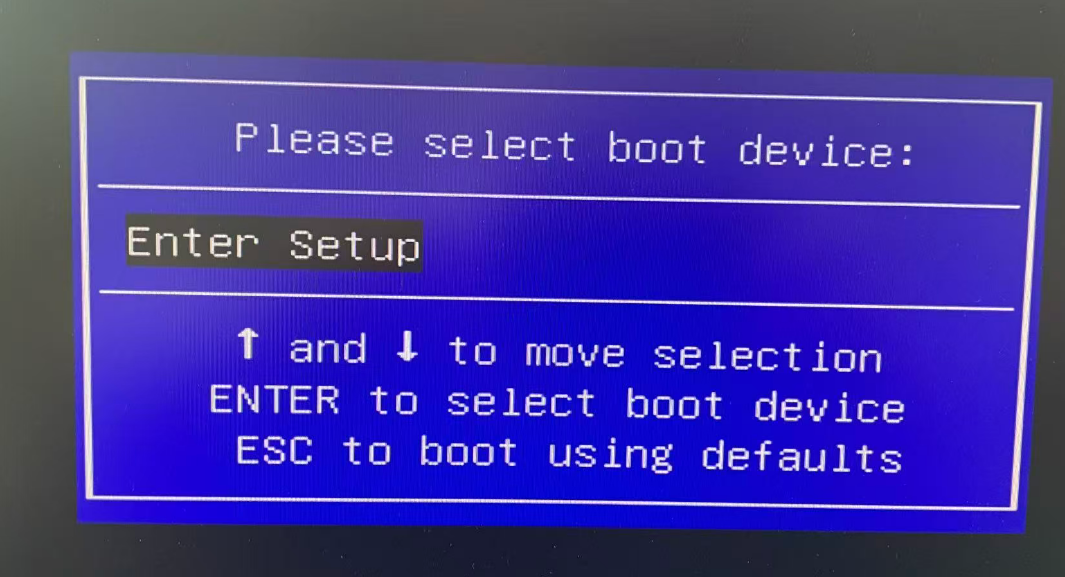 Please select boot device:
Enter Setup
↑ and ↓ to move selection
ENTER to select boot device
ESC to boot using defaults